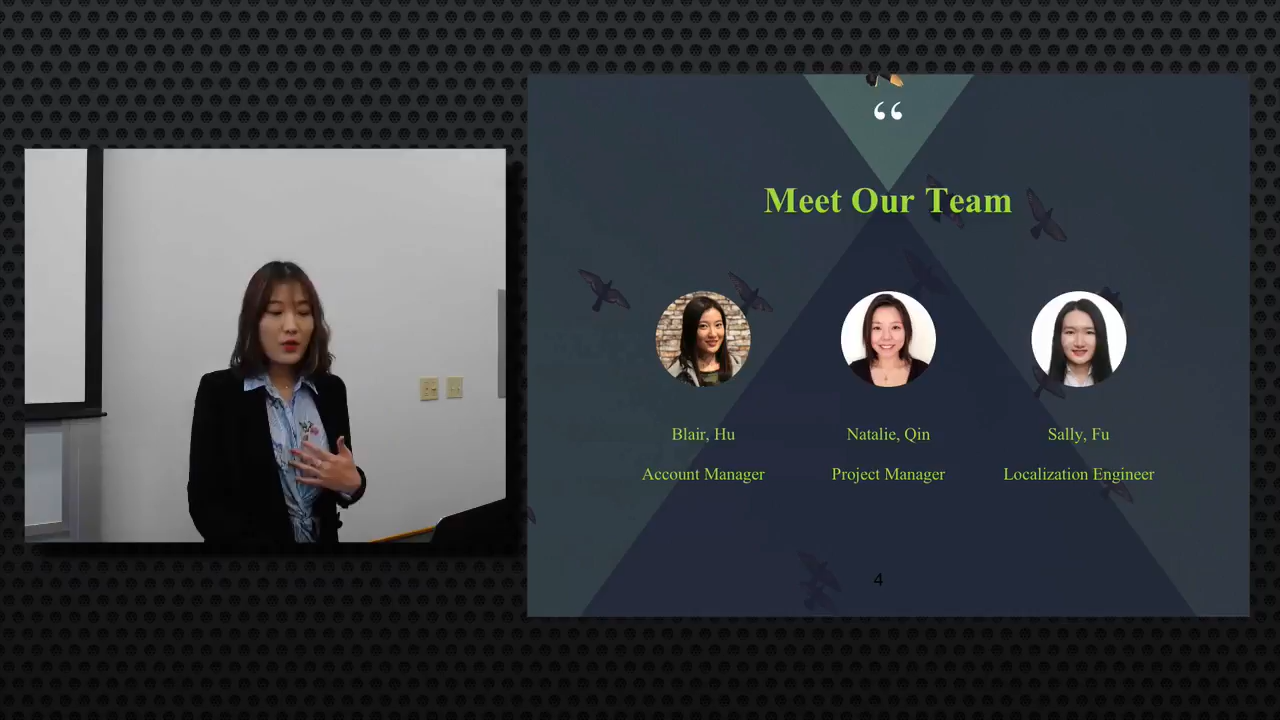 “
Meet Our Team
Blair, Hu
Natalie, Qin
Sally, Fu
Account Manager
Project Manager
Localization Engineer
4